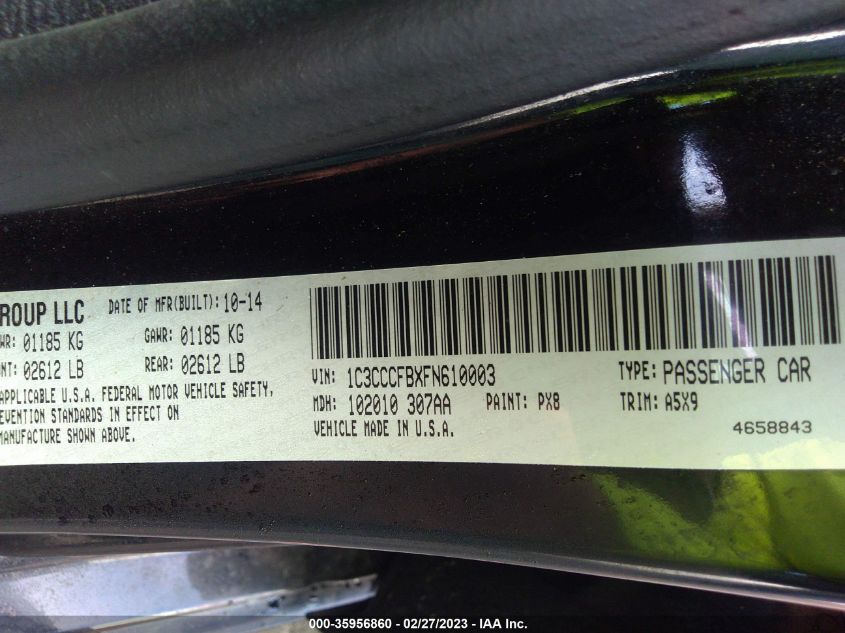 ROUP LLC DATE OF MFR(BUILT): 10-14
WR: 01185 KG GAWR: 01185 KG
NT: 02612 LB REAR: 02612 LB
APPLICABLE U.S.A. FEDERAL MOTOR VEHICLE SAFETY,
EVENTION STANDARDS IN EFFECT ON
MANUFACTURE SHOWN ABOVE.
VIN: 1C3CCCFBXFN610003 TYPE: PASSENGER CAR
MDH: 102010 307AA PAINT: PX8 TRIM: A5X9
VEHICLE MADE IN U.S.A. 4658843
000-35956860 - 02/27/2023 - IAA Inc.